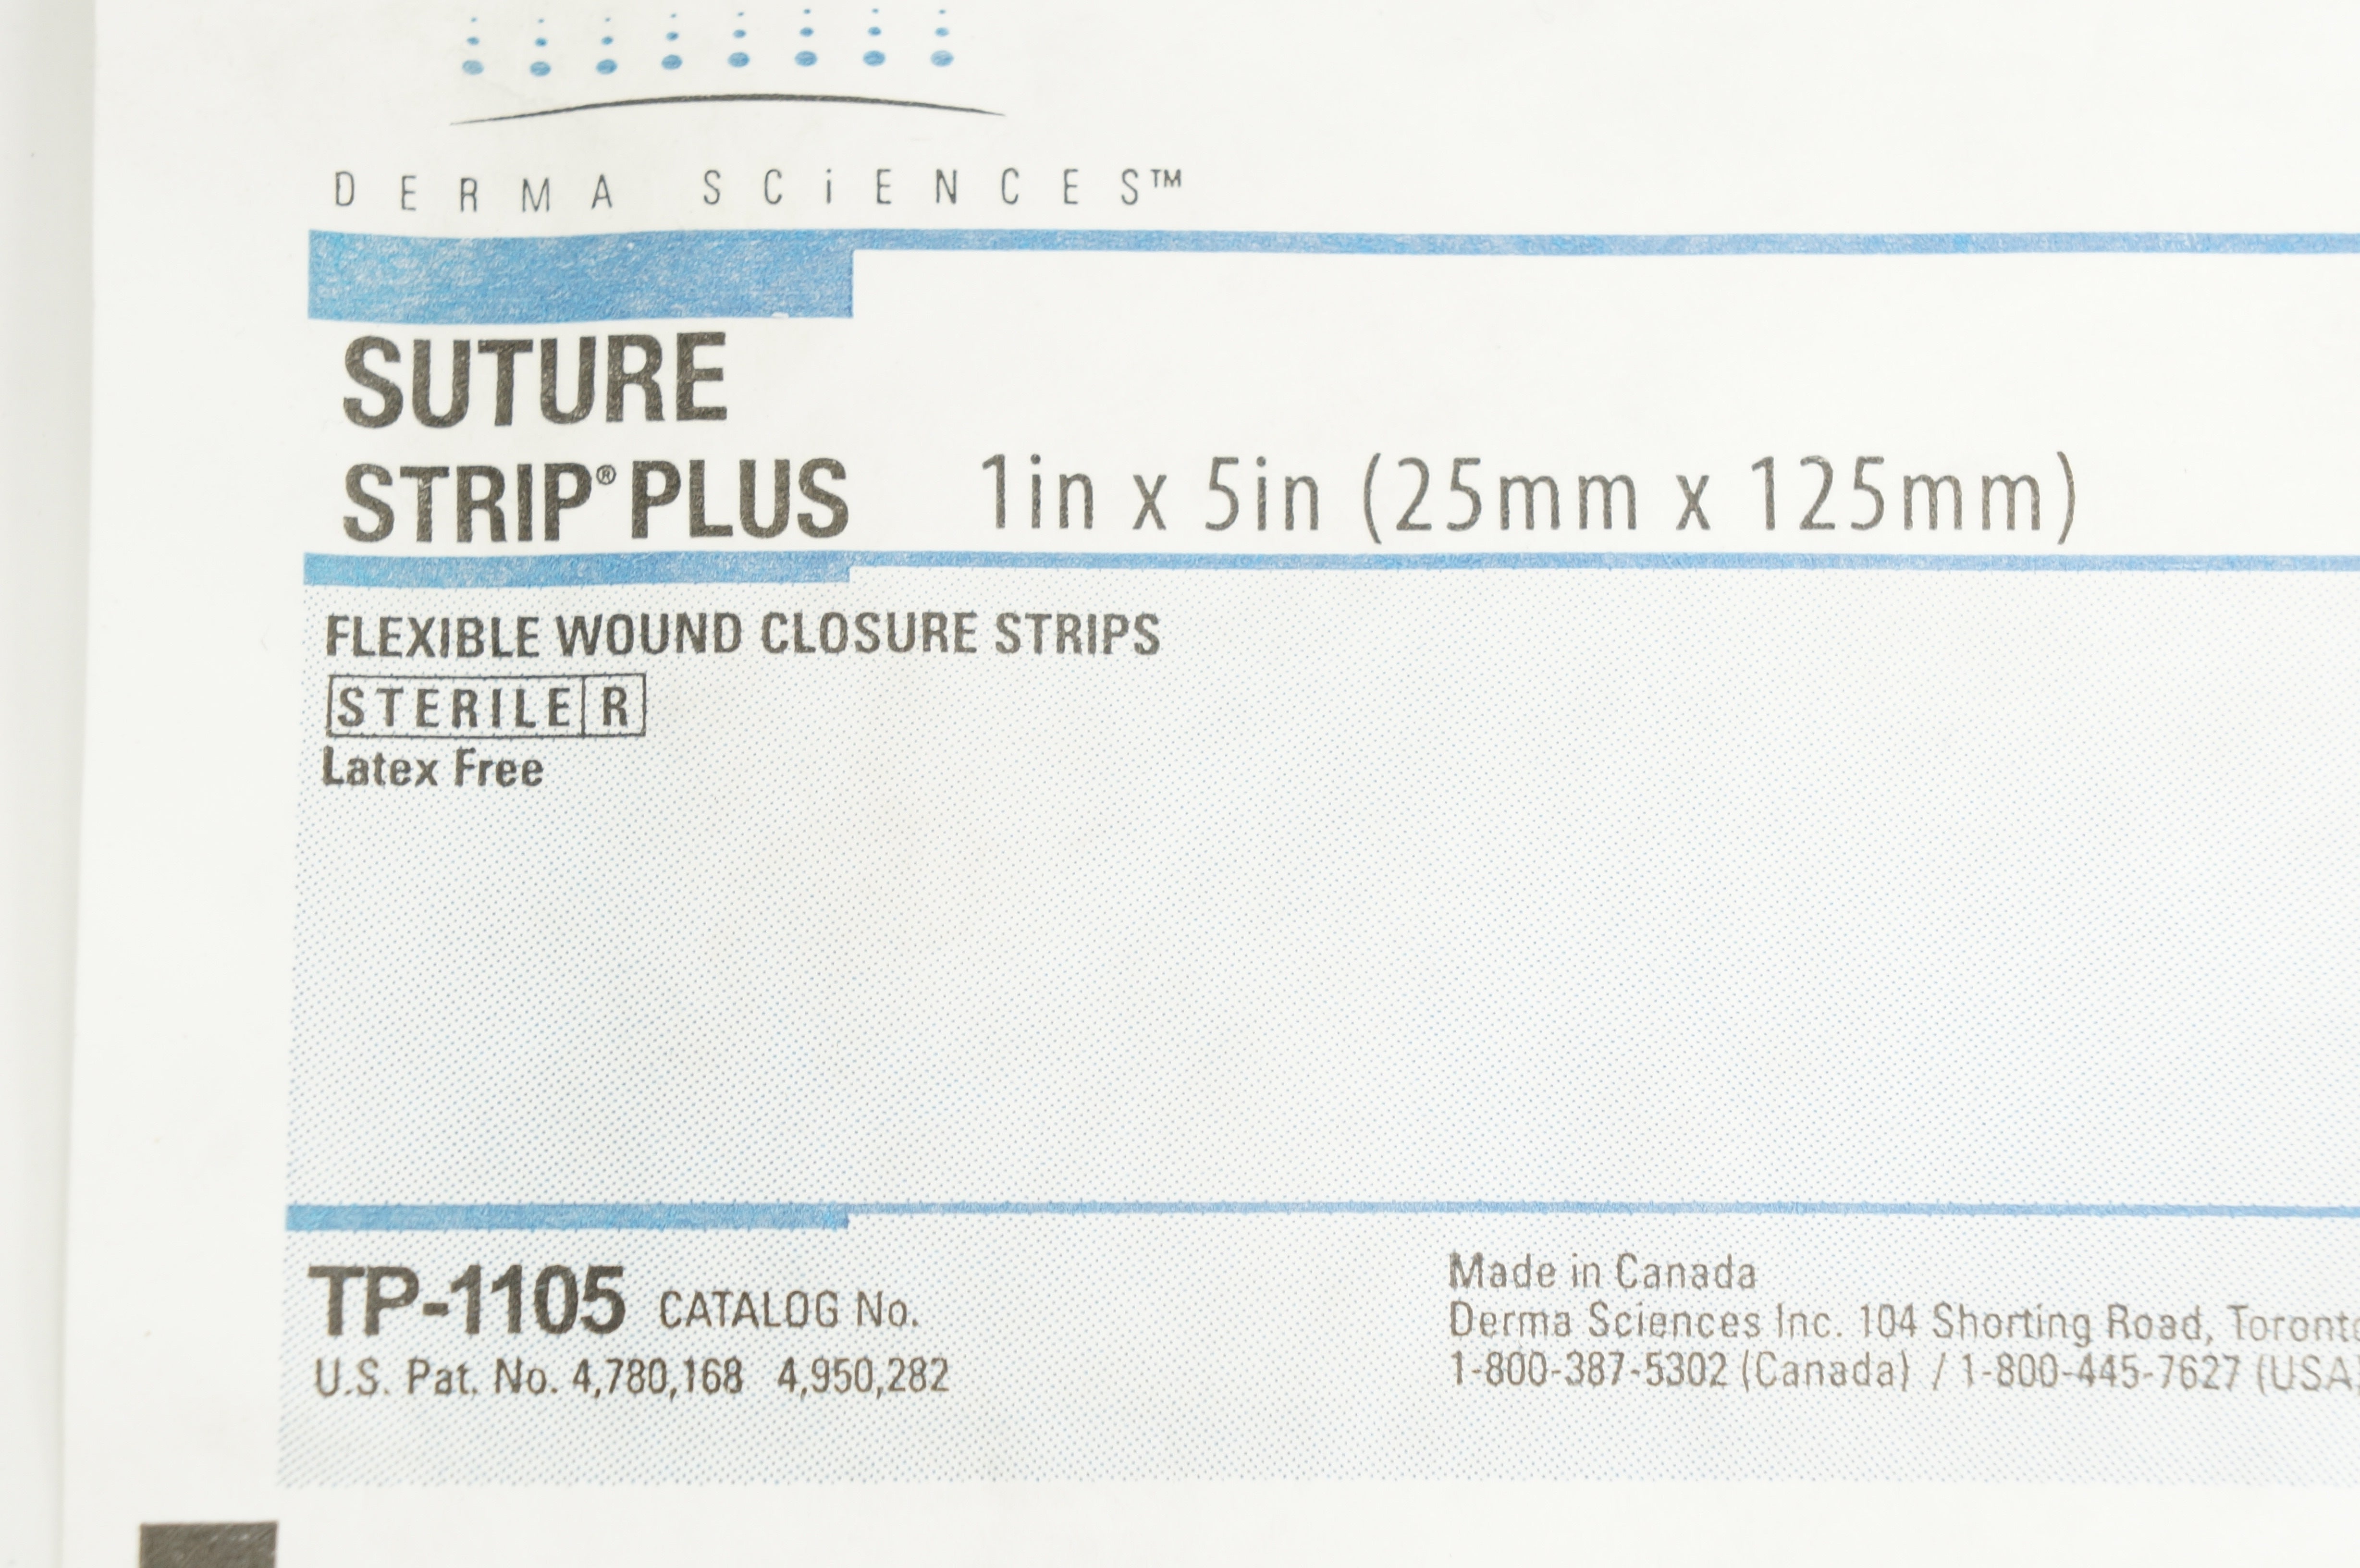 DERMA SCiENCES™
SUTURE
STRIP® PLUS
1in x 5in (25mm x 125mm)
FLEXIBLE WOUND CLOSURE STRIPS
STERILE R
Latex Free
TP-1105 CATALOG No.
U.S. Pat. No. 4,780,168 4,950,282
Made in Canada
Derma Sciences Inc. 104 Shorting Road,
1-800-387-5302 (Canada) / 1-800-445-7627 (USA)